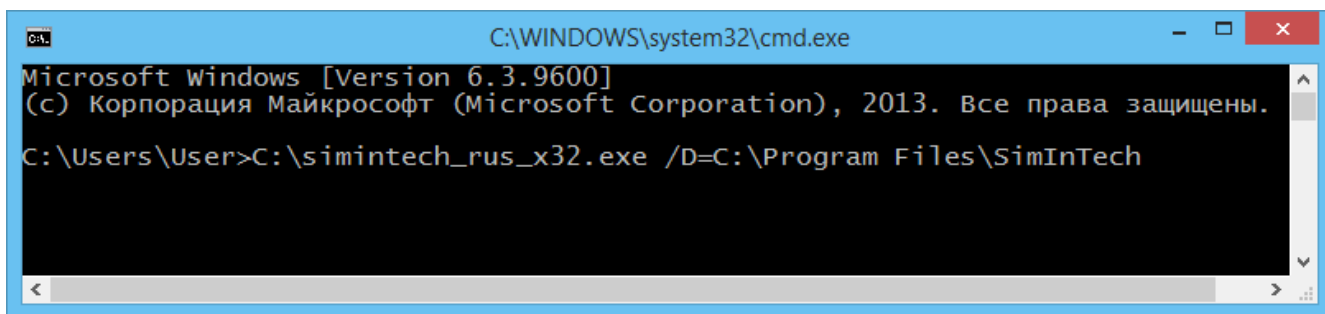 C:\WINDOWS\system32\cmd.exe
Microsoft Windows [Version 6.3.9600]
(c) Корпорация Майкрософт (Microsoft Corporation), 2013. Все права защищены.
C:\Users\User>C:\simintech_rus_x32.exe /D=C:\Program Files\SimInTech